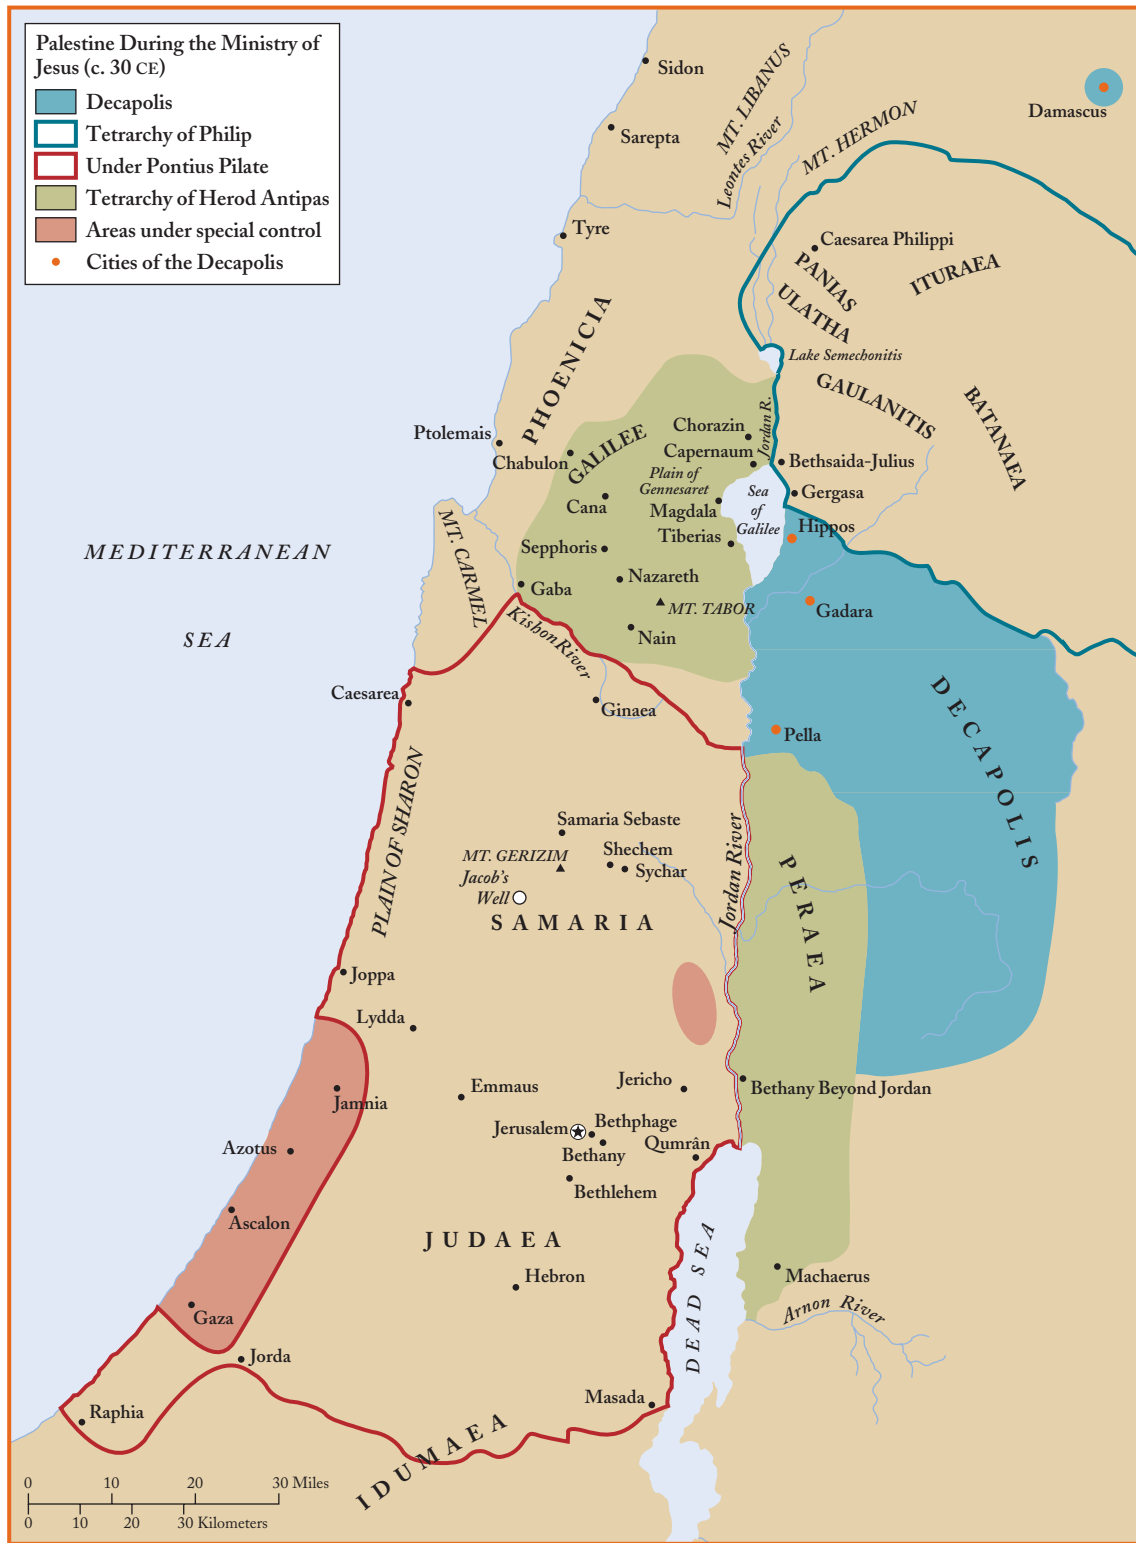 Palestine During the Ministry of
Jesus (c. 30 CE)
Decapolis
Tetrarchy of Philip
Under Pontius Pilate
Tetrarchy of Herod Antipas
Areas under special control
Cities of the Decapolis
Sidon
Sarepta
MT. LIBANUS
Leontes River
MT. HERMON
Damascus
Tyre
Caesarea Philippi
PANIAS
ITURAEA
ULATHA
PHOENICIA
Lake Semechonitis
GAULANITIS
BATANAEA
Ptolemais
Chabulon
GALILEE
Chorazin
Capernaum
Jordan R.
Bethsaida-Julius
Plain of
Gennesaret
Cana
Magdala
Sea
of
Galilee
Gergasa
Hippos
MT. CARMEL
Sepphoris
Tiberias
MEDITERRANEAN
SEA
Gaba
Nazareth
MT. TABOR
Gadara
Kishon River
Nain
Caesarea
Ginaea
Pella
DECAPOLIS
PLAIN OF SHARON
Samaria Sebaste
MT. GERIZIM
Shechem
Sychar
Jacob's
Well
SAMARIA
Jordan River
PERAEA
Joppa
Lydda
Jamnia
Emmaus
Jericho
Bethany Beyond Jordan
Jerusalem
Bethphage
Bethany
Qumrân
Azotus
Bethlehem
Ascalon
JUDAEA
DEAD SEA
Hebron
Machaerus
Arnon River
Gaza
Jorda
Masada
Raphia
IDUMAEA
0 10 20 30 Miles
0 10 20 30 Kilometers